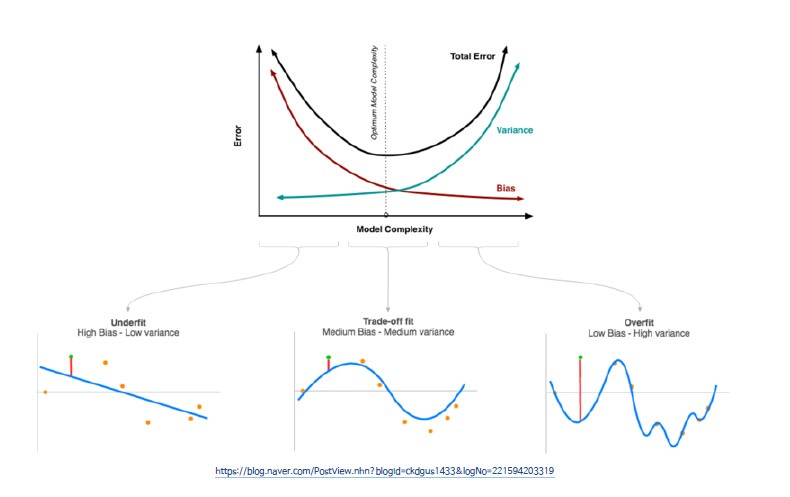 Total Error
Optimum Model Complexity
Error
Variance
Bias
Model Complexity
Underfit
High Bias - Low variance
Trade-off fit
Medium Bias - Medium variance
Overfit
Low Bias - High variance
https://blog.naver.com/PostView.nhn?blogId=ckdgus1433&logNo=221594203319